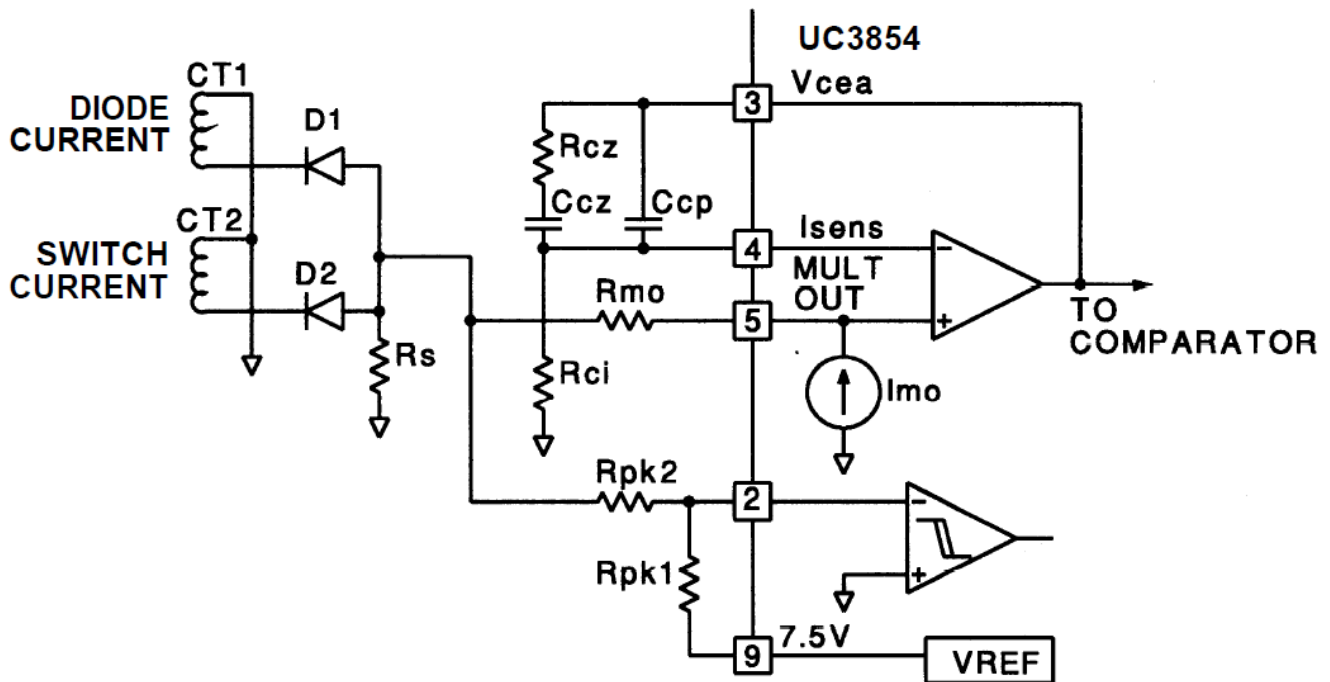 UC3854
CT1
DIODE
CURRENT
D1
3
Vcea
Rcz
Ccz
Ccp
CT2
SWITCH
CURRENT
D2
4
Isens
MULT
OUT
Rmo
5
TO
COMPARATOR
Rs
Rci
Imo
Rpk2
2
Rpk1
7.5V
9
VREF
-
+
-
+